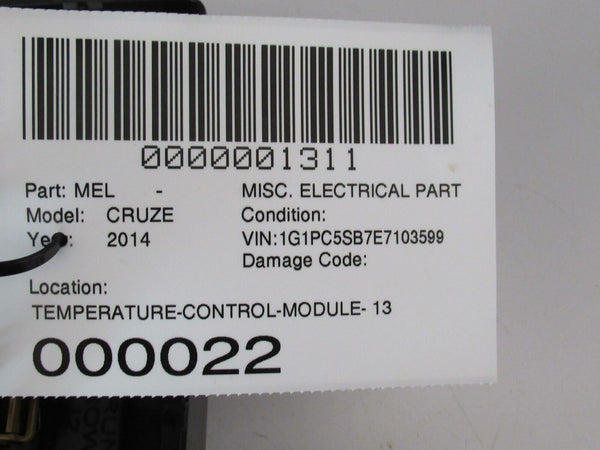 0000001311
Part: MEL - MISC. ELECTRICAL PART
Model: CRUZE Condition:
2014 VIN:1G1PC5SB7E7103599
Damage Code:
Location:
TEMPERATURE-CONTROL-MODULE- 13
000022